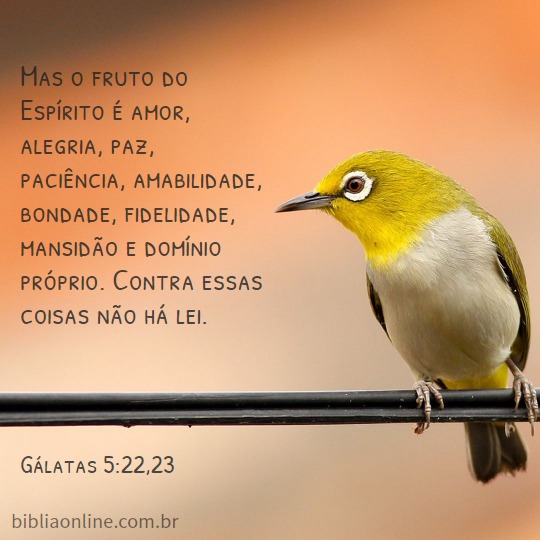 Mas o fruto do
Espírito é amor,
alegria, paz,
paciência, amabilidade,
bondade, fidelidade,
mansidão e domínio
próprio. Contra essas
coisas não há lei.
Gálatas 5:22,23
bibliaonline.com.br